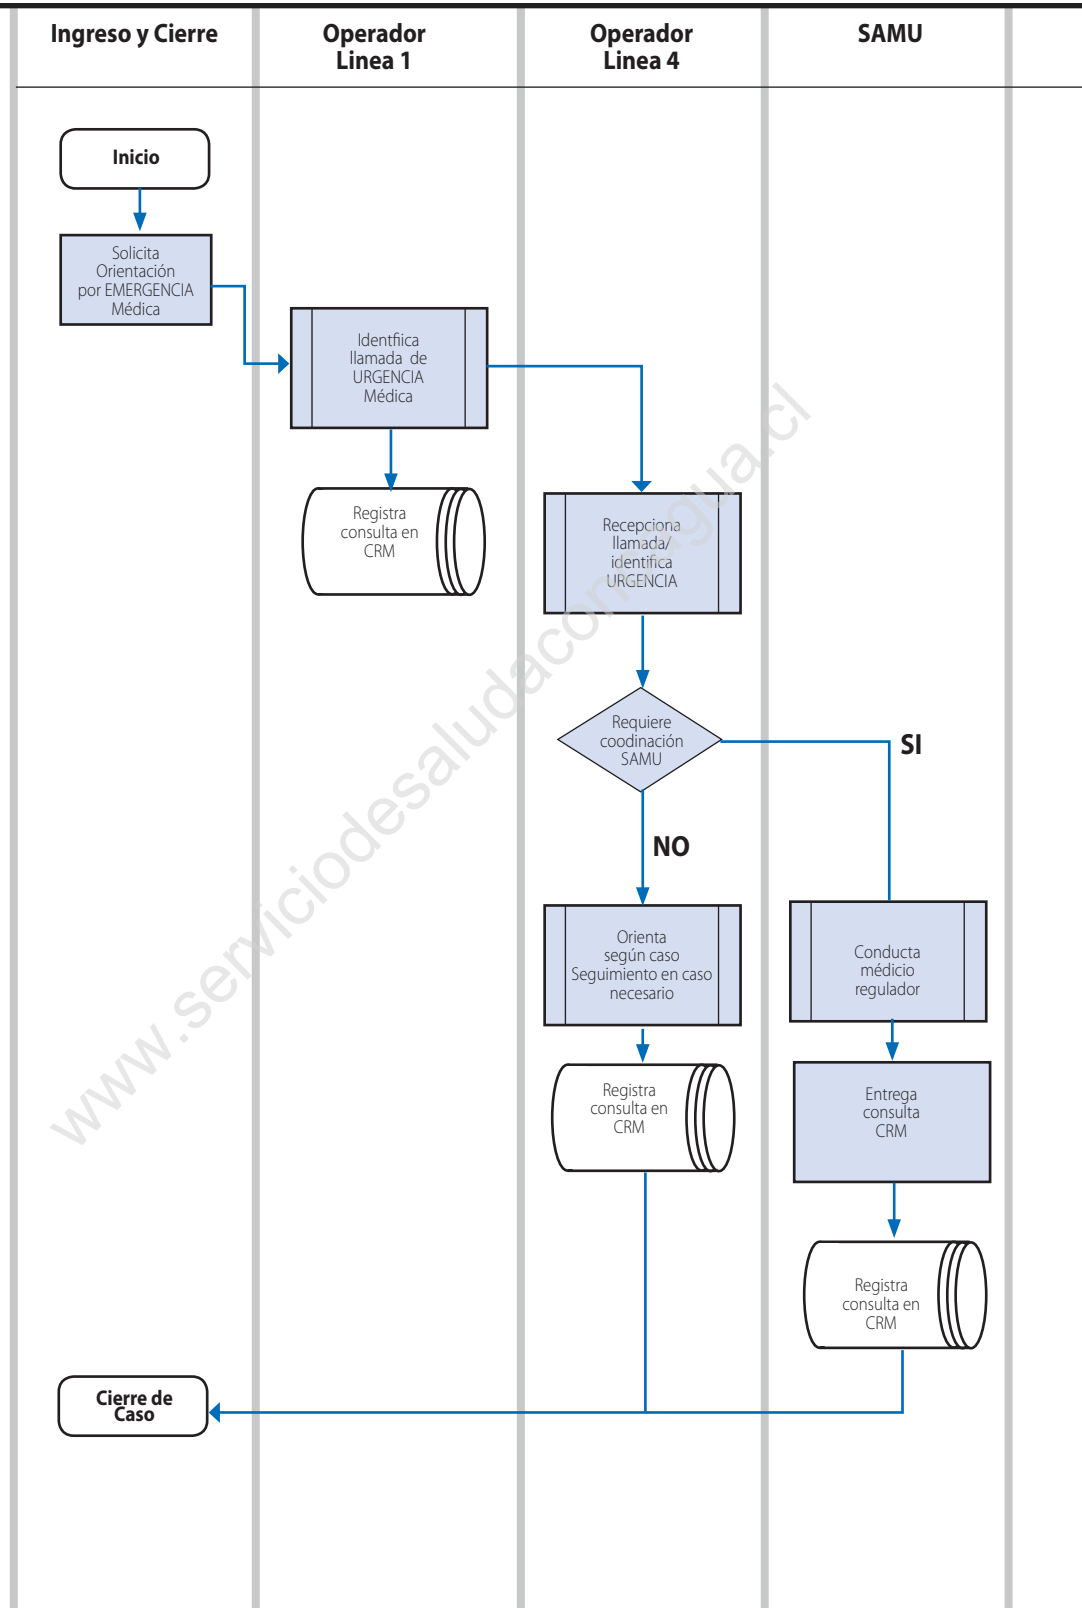 Ingreso y Cierre
Operador
Linea 1
Operador
Linea 4
SAMU
Inicio
Solicita
Orientación
por EMERGENCIA
Médica
Identfiica
llamada de
URGENCIA
Médica
Registra
consulta en
CRM
Recepciona
llamada/
identifica
URGENCIA
Requiere
coodinación
SAMU
SI
NO
Orienta
según caso
Seguimiento en caso
necesario
Conducta
médicio
regulador
Registra
consulta en
CRM
Entrega
consulta
CRM
Registra
consulta en
CRM
Cierre de
Caso
www.serviciodesaludaconcagua.cl